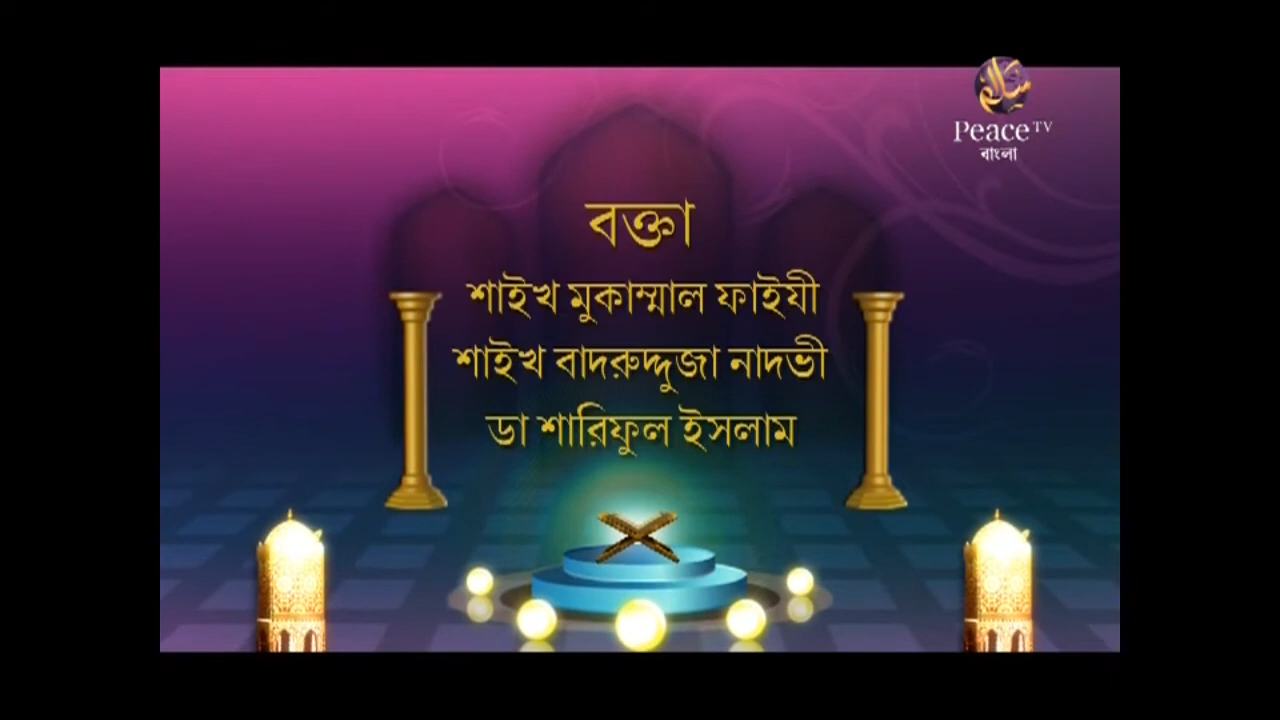 Peace TV
বাংলা
বক্তা
শাইখ মুকাম্মাল ফাইযী
শাইখ বাদরুদ্দুজা নাদভী
ডা শারিফুল ইসলাম